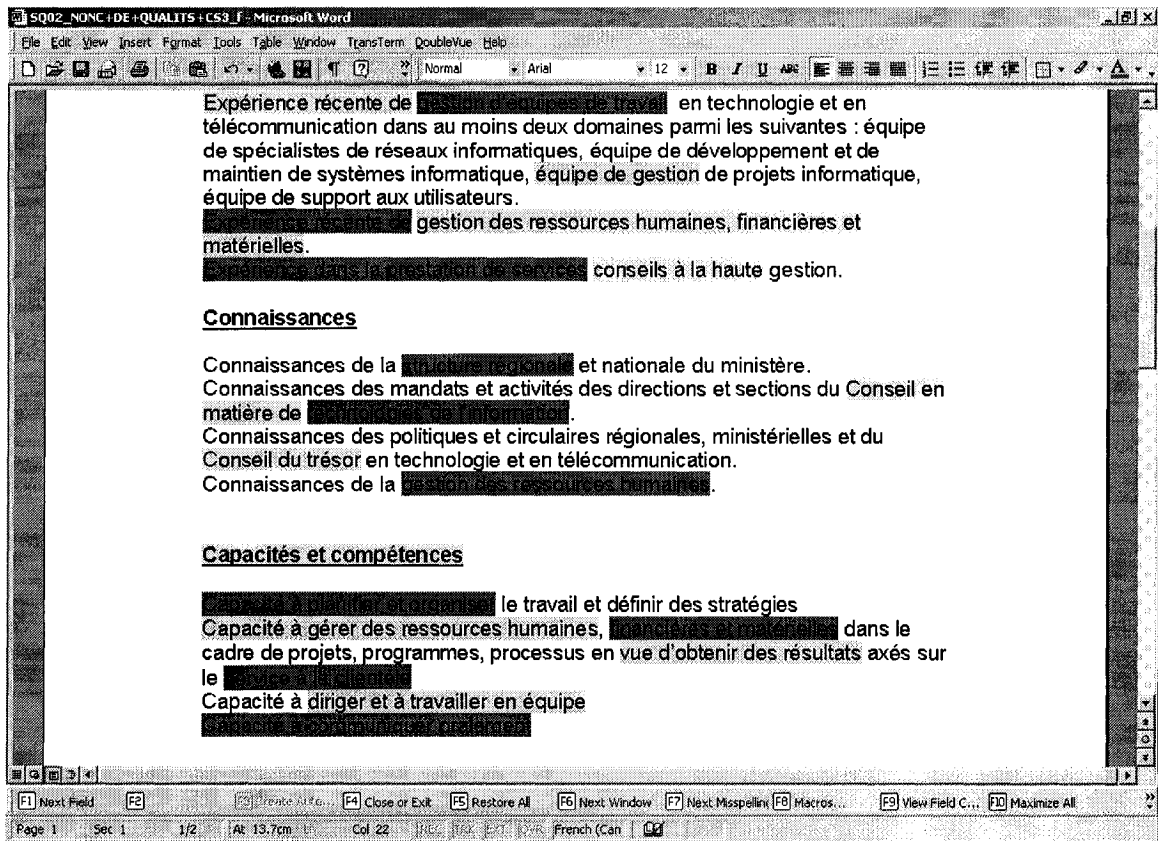 SQ02_NONC+DE+QUALITS+CS3_f - Microsoft Word
File Edit View Insert Format Tools Table Window TransTerm DoubleVue Help
Normal Arial 12 B I U ABC
Expérience récente de gestion d'équipes de travail en technologie et en
télécommunication dans au moins deux domaines parmi les suivantes : équipe
de spécialistes de réseaux informatiques, équipe de développement et de
maintien de systèmes informatique, équipe de gestion de projets informatique,
équipe de support aux utilisateurs.
Expérience récente de gestion des ressources humaines, financières et
matérielles.
Expérience dans la prestation de services conseils à la haute gestion.
Connaissances
Connaissances de la structure régionale et nationale du ministère.
Connaissances des mandats et activités des directions et sections du Conseil en
matière de technologies de l'information.
Connaissances des politiques et circulaires régionales, ministérielles et du
Conseil du trésor en technologie et en télécommunication.
Connaissances de la gestion des ressources humaines.
Capacités et compétences
Capacité à planifier et organiser le travail et définir des stratégies
Capacité à gérer des ressources humaines, financières et matérielles dans le
cadre de projets, programmes, processus en vue d'obtenir des résultats axés sur
le service à la clientèle
Capacité à diriger et à travailler en équipe
Capacité à communiquer oralement
F1 Next Field F2 F3 Create Auto... F4 Close or Exit F5 Restore All F6 Next Window F7 Next Misspelling F8 Macros... F9 View Field C... F10 Maximize All
Page 1 Sec 1 1/2 At 13.7cm Ln Col 22 REC TRK EXT OVR French (Can